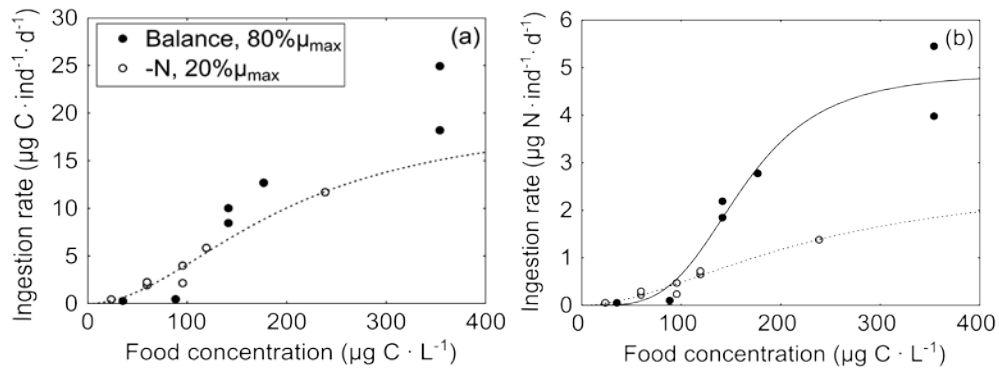 Ingestion rate (µg C · ind⁻¹ · d⁻¹)
30
25
20
15
10
5
0
0 100 200 300 400
Food concentration (µg C · L⁻¹)
Balance, 80%μmax
-N, 20%μmax
(a)
Ingestion rate (µg N · ind⁻¹ · d⁻¹)
6
5
4
3
2
1
0
0 100 200 300 400
Food concentration (µg C · L⁻¹)
(b)